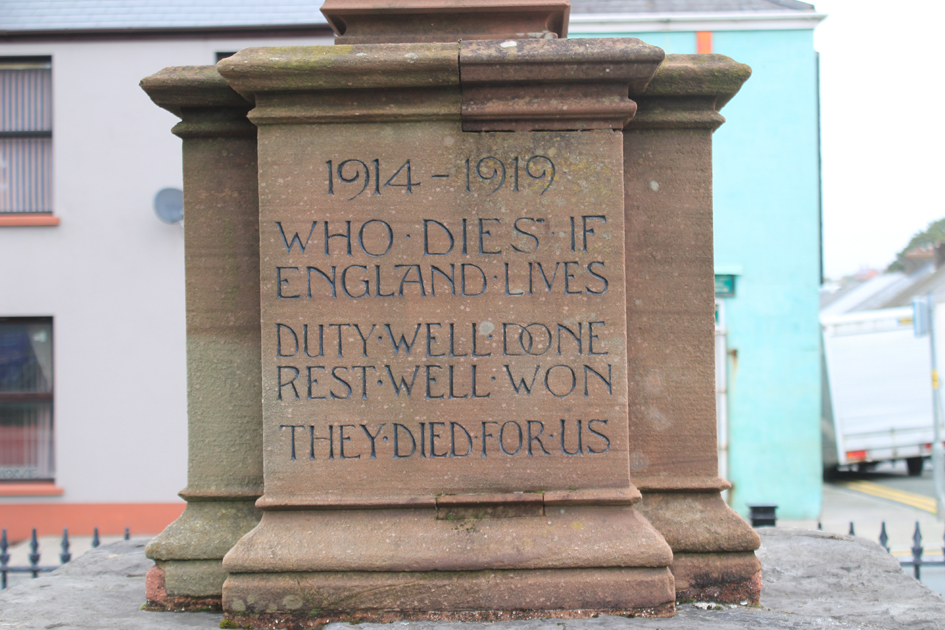 1914 - 1919
WHO · DIES · IF
ENGLAND · LIVES
DUTY · WELL · DONE
REST · WELL · WON
THEY · DIED · FOR · US